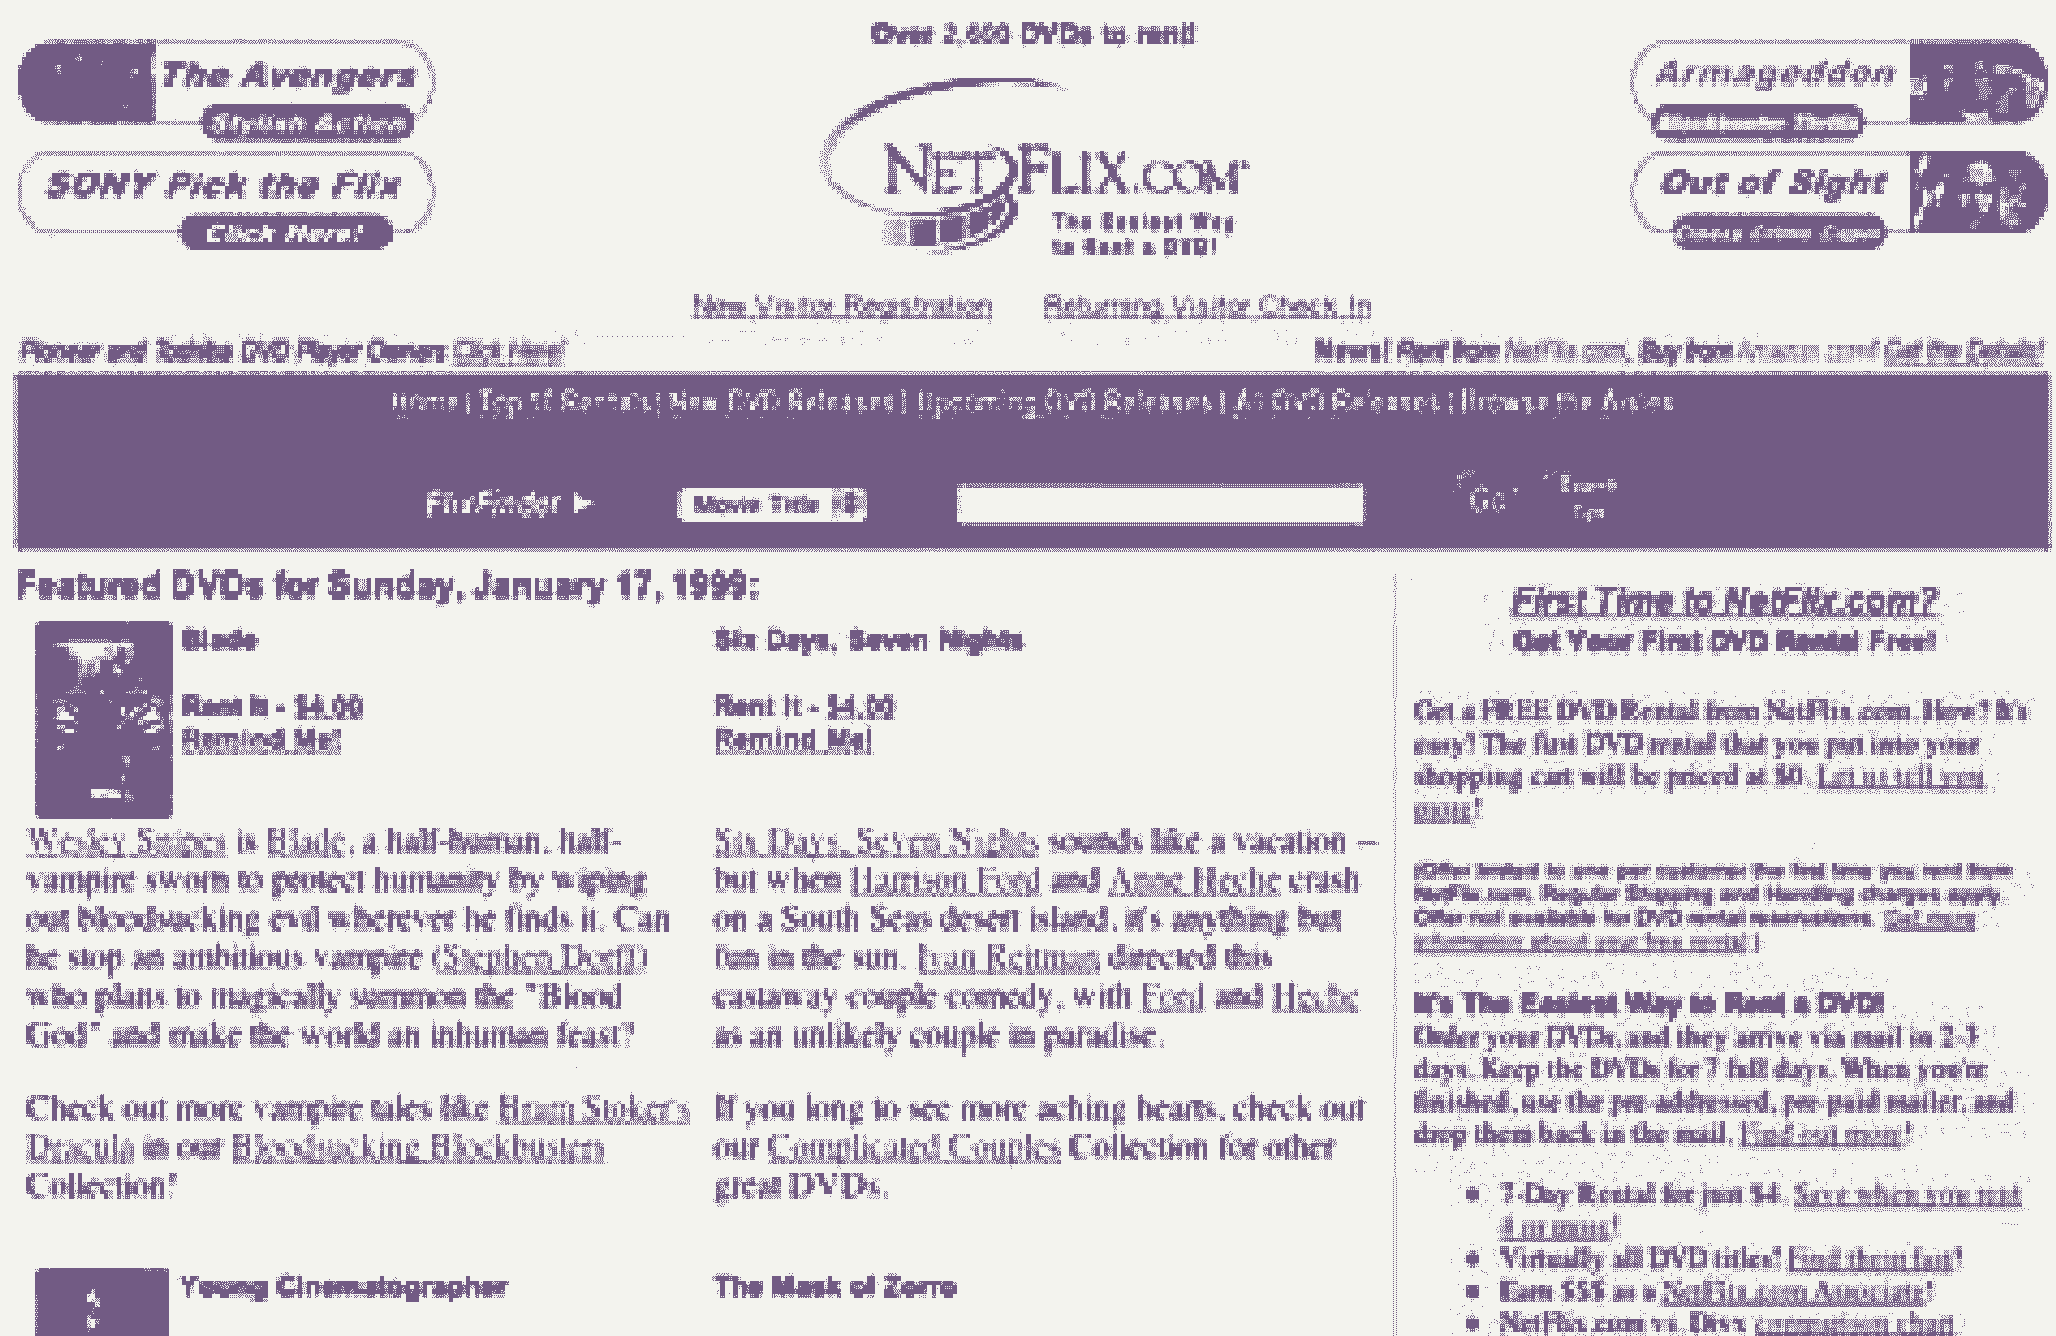 Over 2,600 DVDs to rent!
The Avengers
SONY Pick the Flix
Click Here!
Armageddon
Out of Sight
NETFLIX.COM
The Easiest Way
to Rent a DVD!
New Visitor Registration
Returning Visitor Check In
Pioneer and Toshiba DVD Player Owners Click Here!
News! Rent from NetFlix.com, Buy from Amazon.com! Get the Details!
Home | Top 10 Rentals | New DVD Releases | Upcoming DVD Releases | All DVD Releases | Browse the Aisles
FlixFinder
Movie Title
Go
Search
Tips
Featured DVDs for Sunday, January 17, 1999:
Blade
Rent It - $4.00
Remind Me!
Wesley Snipes is Blade, a half-human, half-
vampire sworn to protect humanity by wiping
out bloodsucking evil wherever he finds it. Can
he stop an ambitious vampire (Stephen Dorff)
who plans to magically summon the "Blood
God" and make the world an inhuman feast?
Check out more vampire tales like Bram Stoker's
Dracula in our Bloodsucking Blockbusters
Collection!
Six Days, Seven Nights
Rent It - $4.00
Remind Me!
Six Days, Seven Nights sounds like a vacation --
but when Harrison Ford and Anne Heche crash
on a South Seas desert island, it's anything but
fun in the sun. Ivan Reitman directed this
castaway couple comedy, with Ford and Heche
as an unlikely couple in paradise.
If you long to see more aching hearts, check out
our Complicated Couples Collection for other
great DVDs.
Young Cinematographer
The Mask of Zorro
First Time to NetFlix.com?
Get Your First DVD Rental Free!
Get a FREE DVD Rental from NetFlix.com. Here! It's
easy! The first DVD rental that you put into your
shopping cart will be priced at $0. Let us tell you
more!
(Offer limited to one per customer the first time you rent from
NetFlix.com. Regular Shipping and Handling charges apply.
Offer not available for DVD rental reservations. Get more
information about your free rental.)
It's The Easiest Way to Rent a DVD!
Order your DVDs, and they arrive via mail in 2-3
days. Keep the DVDs for 7 full days. When you're
finished, use the pre-addressed, pre-paid mailer, and
drop them back in the mail. Find out more!
7-Day Rental for just $4. Save when you rent
4 or more!
Virtually all DVD titles! Find them fast!
Earn $$$ as a NetFlix.com Associate!
NetFlix.com vs. Divx comparison chart